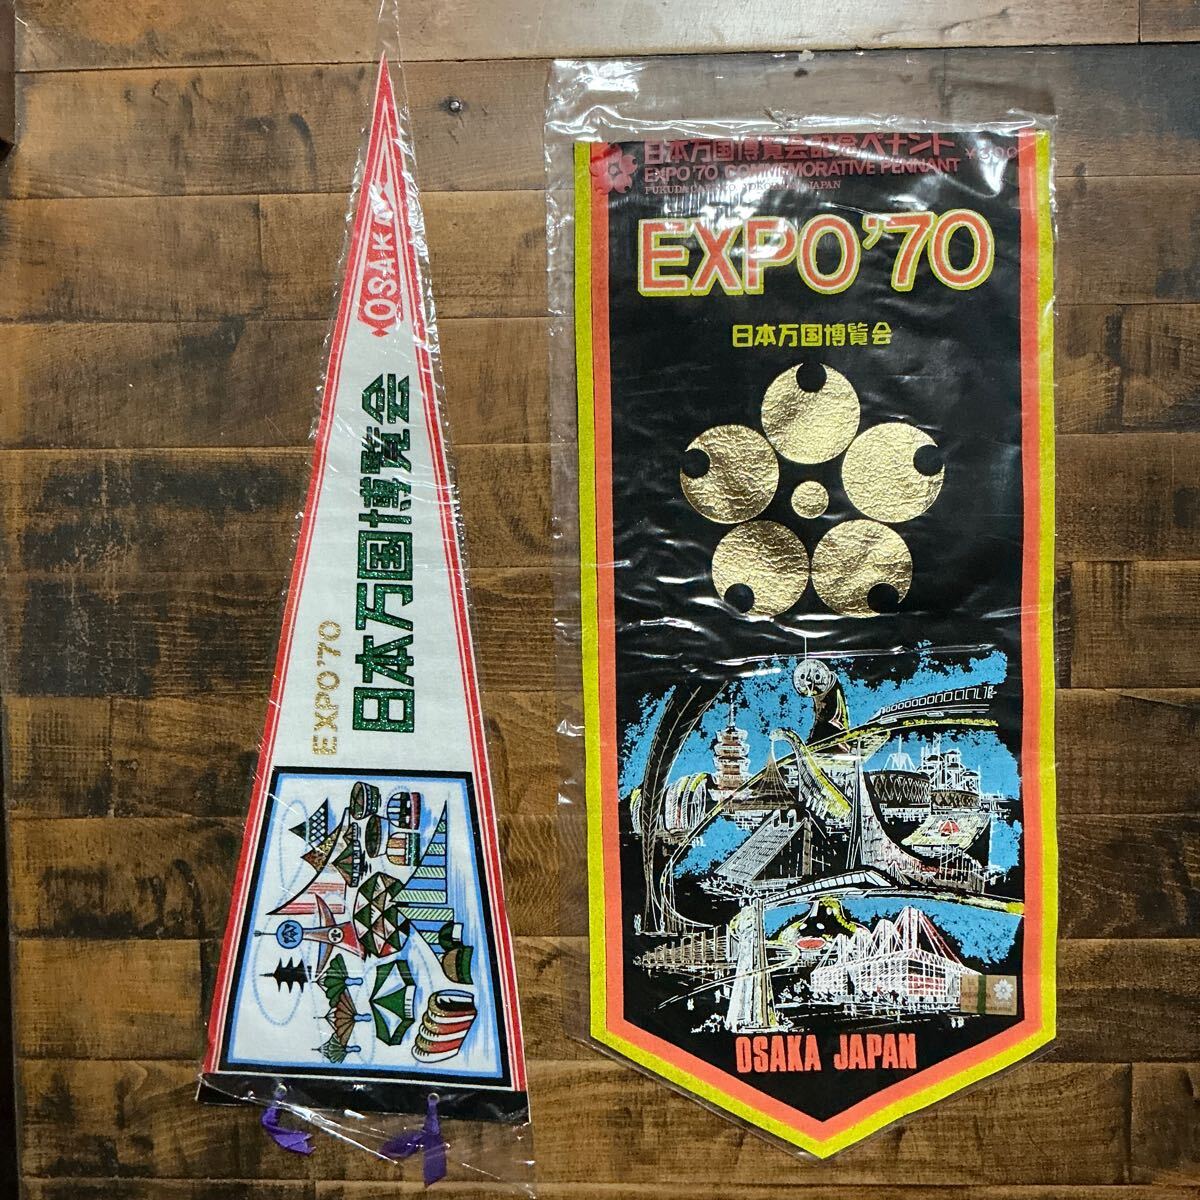 OSAKA
日本万国博覧会
EXPO'70
日本万国博覧会記念ペナント ¥300
EXPO'70 COMMEMORATIVE PENNANT
JAPAN
EXPO'70
日本万国博覧会
OSAKA JAPAN